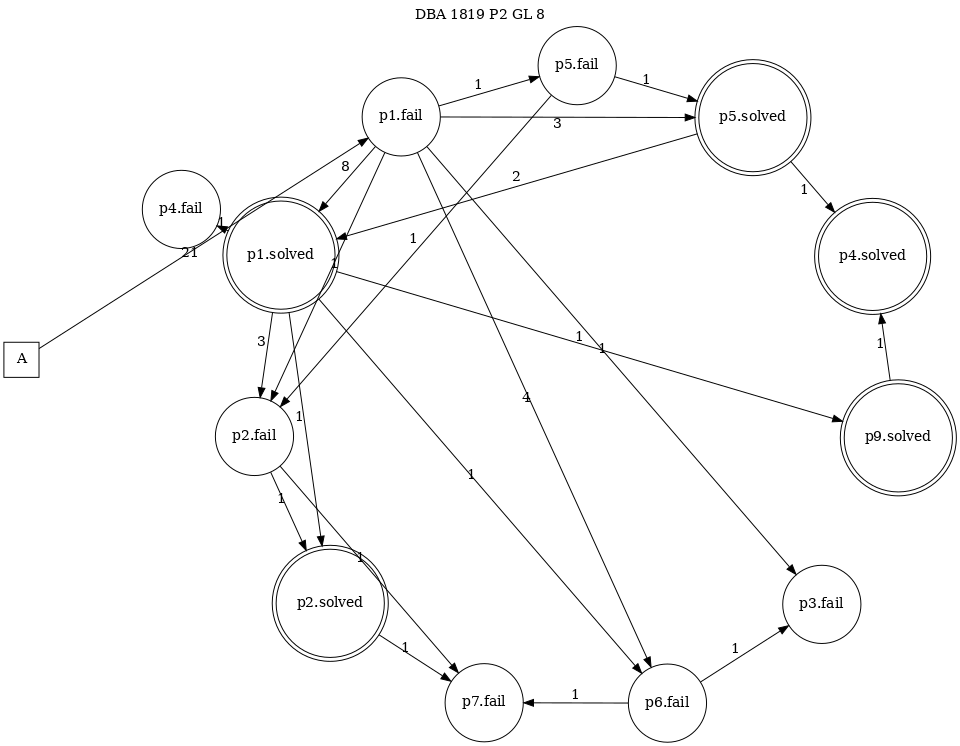 DBA 1819 P2 GL 8
p5.fail
1
1
p1.fail
p5.solved
3
8
2
1
p4.fail
1
21
p1.solved
1
1
p4.solved
A
3
1
1
1
4
1
p2.fail
p9.solved
1
1
1
1
p2.solved
p3.fail
1
1
1
p7.fail
p6.fail